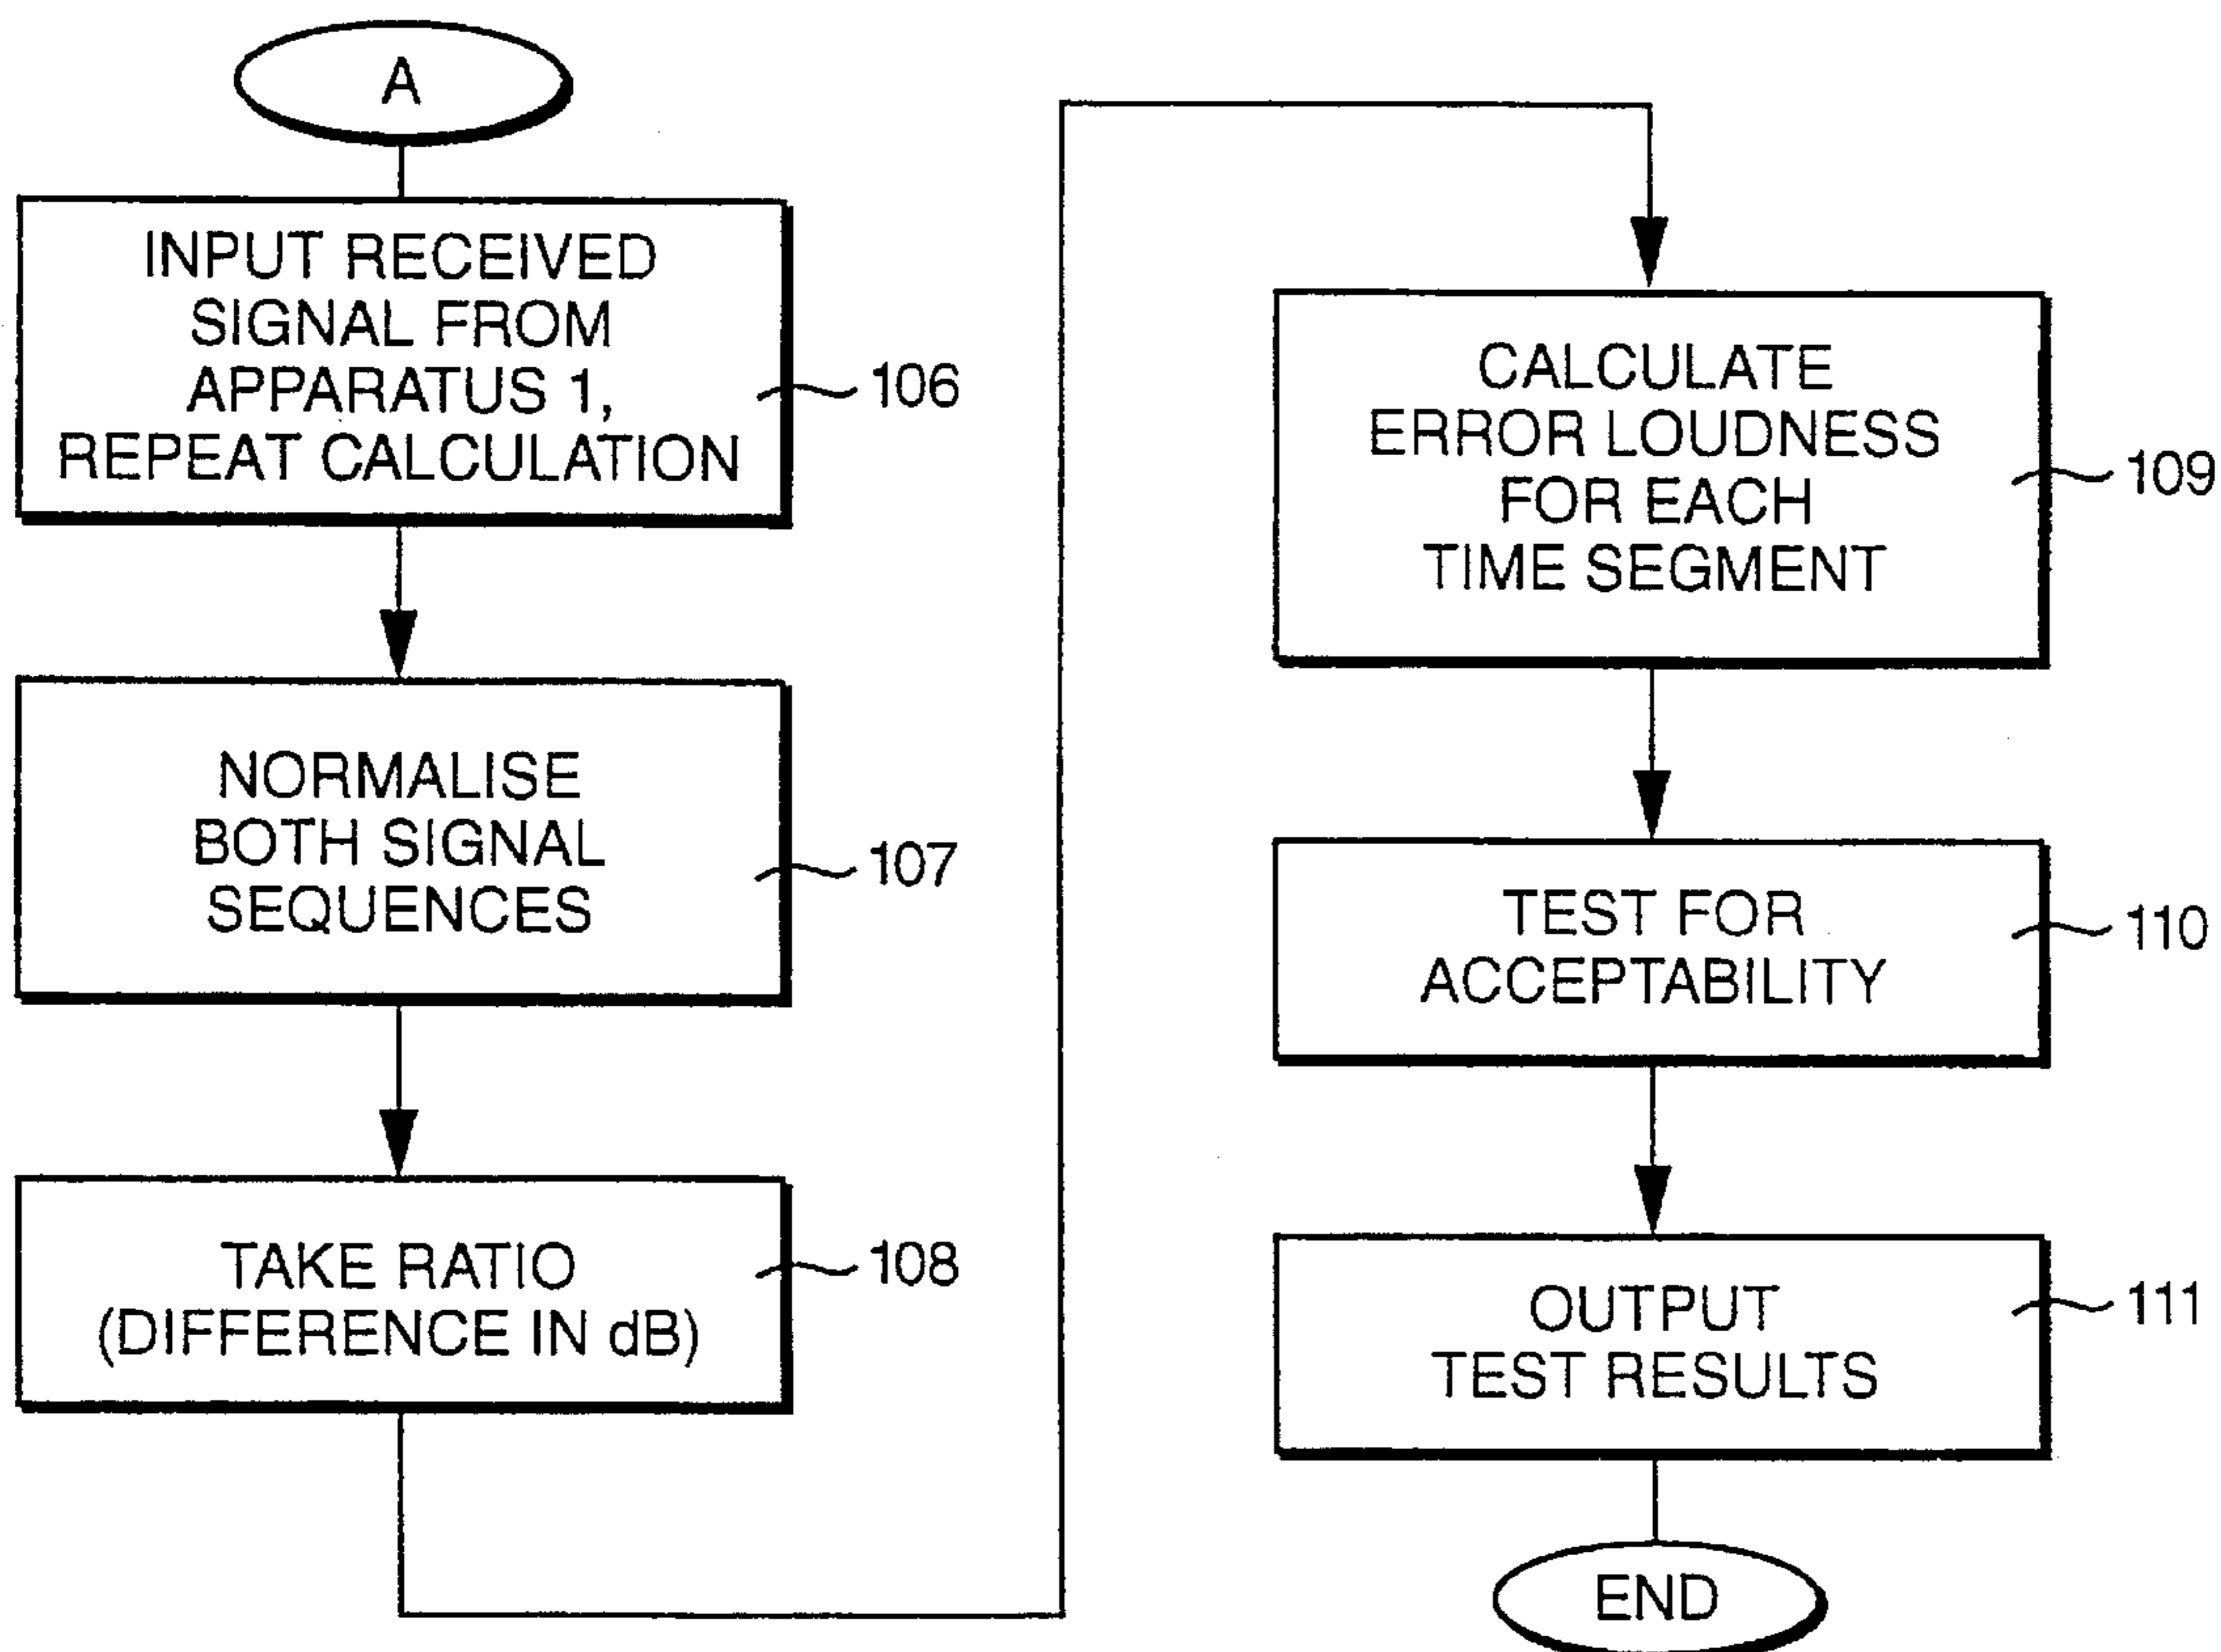 A
INPUT RECEIVED
SIGNAL FROM
APPARATUS 1,
REPEAT CALCULATION
106
NORMALISE
BOTH SIGNAL
SEQUENCES
107
TAKE RATIO
(DIFFERENCE IN dB)
108
CALCULATE
ERROR LOUDNESS
FOR EACH
TIME SEGMENT
109
TEST FOR
ACCEPTABILITY
110
OUTPUT
TEST RESULTS
111
END